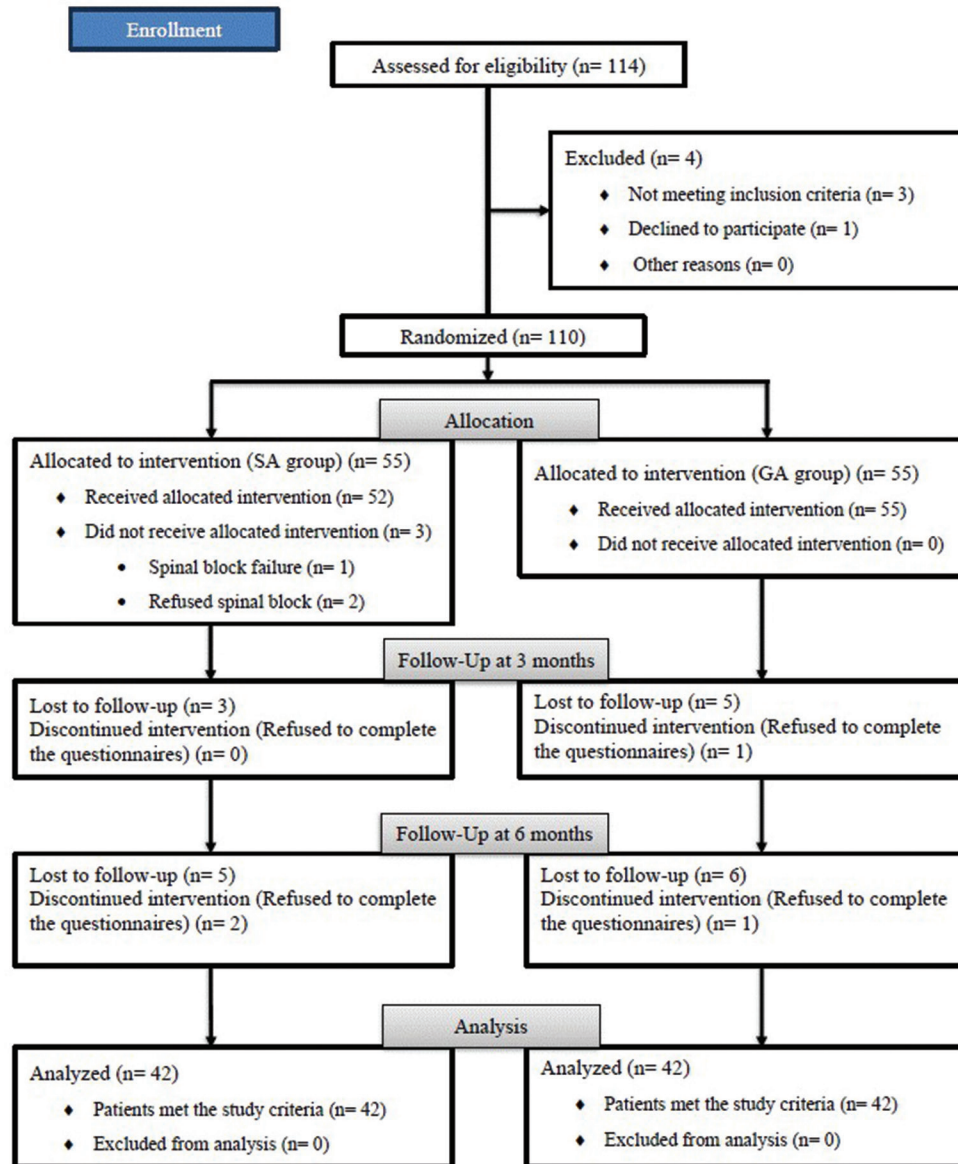 Enrollment
Assessed for eligibility (n= 114)
Excluded (n= 4)
♦ Not meeting inclusion criteria (n= 3)
♦ Declined to participate (n= 1)
♦ Other reasons (n= 0)
Randomized (n= 110)
Allocation
Allocated to intervention (SA group) (n= 55)
♦ Received allocated intervention (n= 52)
♦ Did not receive allocated intervention (n= 3)
• Spinal block failure (n= 1)
• Refused spinal block (n= 2)
Allocated to intervention (GA group) (n= 55)
♦ Received allocated intervention (n= 55)
♦ Did not receive allocated intervention (n= 0)
Follow-Up at 3 months
Lost to follow-up (n= 3)
Discontinued intervention (Refused to complete
the questionnaires) (n= 0)
Lost to follow-up (n= 5)
Discontinued intervention (Refused to complete
the questionnaires) (n= 1)
Follow-Up at 6 months
Lost to follow-up (n= 5)
Discontinued intervention (Refused to complete
the questionnaires) (n= 2)
Lost to follow-up (n= 6)
Discontinued intervention (Refused to complete
the questionnaires) (n= 1)
Analysis
Analyzed (n= 42)
♦ Patients met the study criteria (n= 42)
♦ Excluded from analysis (n= 0)
Analyzed (n= 42)
♦ Patients met the study criteria (n= 42)
♦ Excluded from analysis (n= 0)